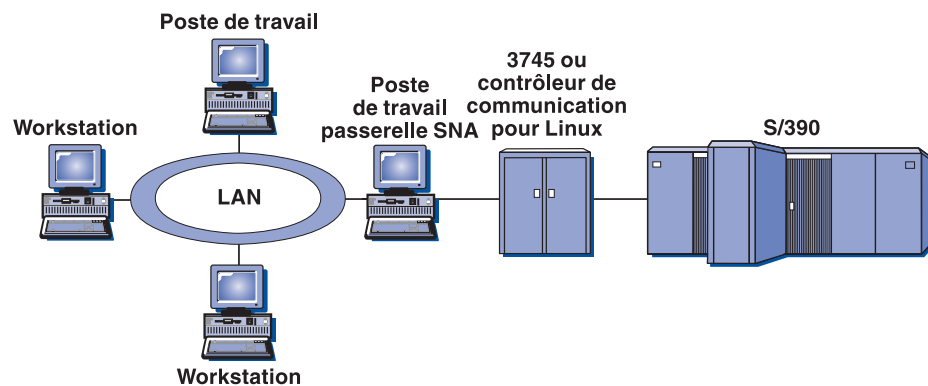 Poste de travail
Workstation
LAN
Workstation
Poste
de travail
passerelle SNA
3745 ou
contrôleur de
communication
pour Linux
S/390